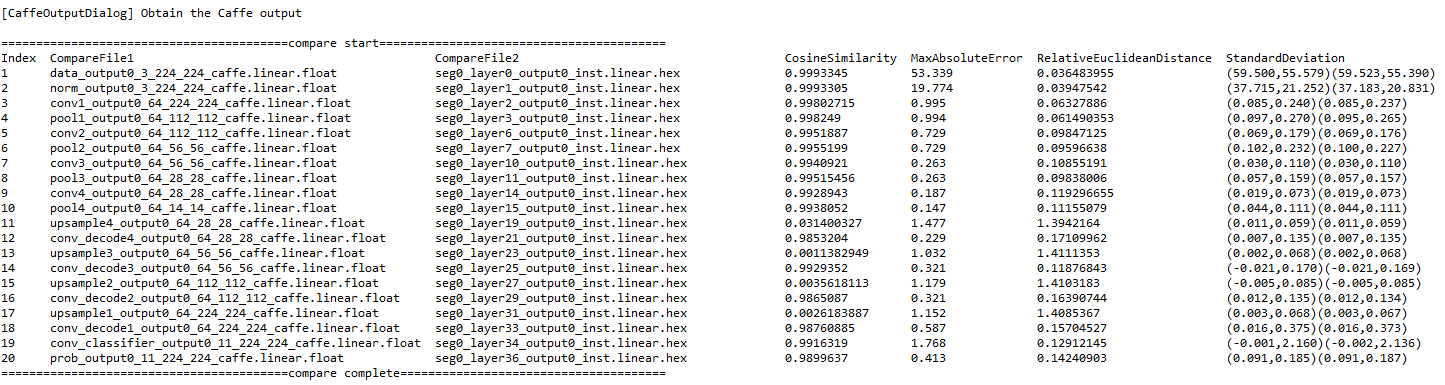 [CaffeOutputDialog] Obtain the Caffe output
=========================================compare start=========================================
Index CompareFile1 CompareFile2 CosineSimilarity MaxAbsoluteError RelativeEuclideanDistance StandardDeviation
1 data_output0_3_224_224_caffe.linear.float seg0_layer0_output0_inst.linear.hex 0.9993345 53.339 0.036483955 (59.500,55.579)(59.523,55.390)
2 norm_output0_3_224_224_caffe.linear.float seg0_layer1_output0_inst.linear.hex 0.9993305 19.774 0.03947542 (37.715,21.252)(37.183,20.831)
3 conv1_output0_64_224_224_caffe.linear.float seg0_layer2_output0_inst.linear.hex 0.99802715 0.995 0.06327886 (0.085,0.240)(0.085,0.237)
4 pool1_output0_64_112_112_caffe.linear.float seg0_layer3_output0_inst.linear.hex 0.998249 0.994 0.061490353 (0.097,0.270)(0.095,0.265)
5 conv2_output0_64_112_112_caffe.linear.float seg0_layer6_output0_inst.linear.hex 0.9951887 0.729 0.09847125 (0.069,0.179)(0.069,0.176)
6 pool2_output0_64_56_56_caffe.linear.float seg0_layer7_output0_inst.linear.hex 0.9955199 0.729 0.09596638 (0.102,0.232)(0.100,0.227)
7 conv3_output0_64_56_56_caffe.linear.float seg0_layer10_output0_inst.linear.hex 0.9940921 0.263 0.10855191 (0.030,0.110)(0.030,0.110)
8 pool3_output0_64_28_28_caffe.linear.float seg0_layer11_output0_inst.linear.hex 0.99515456 0.263 0.09838006 (0.057,0.159)(0.057,0.157)
9 conv4_output0_64_28_28_caffe.linear.float seg0_layer14_output0_inst.linear.hex 0.9928943 0.187 0.119296655 (0.019,0.073)(0.019,0.073)
10 pool4_output0_64_14_14_caffe.linear.float seg0_layer15_output0_inst.linear.hex 0.9938052 0.147 0.11155079 (0.044,0.111)(0.044,0.111)
11 upsample4_output0_64_28_28_caffe.linear.float seg0_layer19_output0_inst.linear.hex 0.031400327 1.477 1.3942164 (0.011,0.059)(0.011,0.059)
12 conv_decode4_output0_64_28_28_caffe.linear.float seg0_layer21_output0_inst.linear.hex 0.9853204 0.229 0.17109962 (0.007,0.135)(0.007,0.135)
13 upsample3_output0_64_56_56_caffe.linear.float seg0_layer23_output0_inst.linear.hex 0.0011382949 1.032 1.4111353 (0.002,0.068)(0.002,0.068)
14 conv_decode3_output0_64_56_56_caffe.linear.float seg0_layer25_output0_inst.linear.hex 0.9929352 0.321 0.11876843 (-0.021,0.170)(-0.021,0.169)
15 upsample2_output0_64_112_112_caffe.linear.float seg0_layer27_output0_inst.linear.hex 0.0035618113 1.179 1.4103183 (-0.005,0.085)(-0.005,0.085)
16 conv_decode2_output0_64_112_112_caffe.linear.float seg0_layer29_output0_inst.linear.hex 0.9865087 0.321 0.16390744 (0.012,0.135)(0.012,0.134)
17 upsample1_output0_64_224_224_caffe.linear.float seg0_layer31_output0_inst.linear.hex 0.0026183887 1.152 1.4085367 (0.003,0.068)(0.003,0.067)
18 conv_decode1_output0_64_224_224_caffe.linear.float seg0_layer33_output0_inst.linear.hex 0.98760885 0.587 0.15704527 (0.016,0.375)(0.016,0.373)
19 conv_classifier_output0_11_224_224_caffe.linear.float seg0_layer34_output0_inst.linear.hex 0.9916319 1.768 0.12912145 (-0.001,2.160)(-0.002,2.136)
20 prob_output0_11_224_224_caffe.linear.float seg0_layer36_output0_inst.linear.hex 0.9899637 0.413 0.14240903 (0.091,0.185)(0.091,0.187)
=========================================compare complete======================================